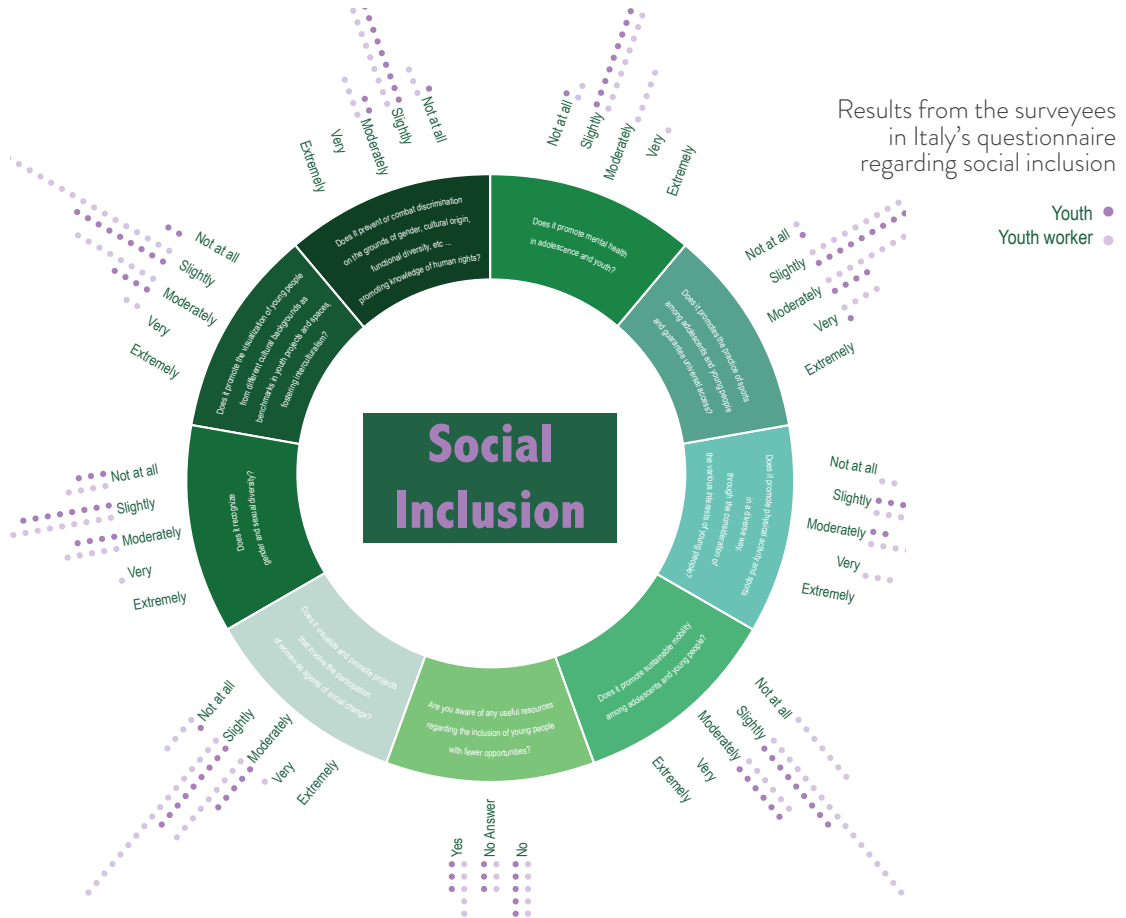 Results from the surveyees
in Italy's questionnaire
regarding social inclusion
Youth
Youth worker
Social
Inclusion
Does it promote mental health
in adolescence and youth?
Not at all
Slightly
Moderately
Very
Extremely
Does it promotes the practice of sports
among adolescents and young people
and guarantee universal access?
Not at all
Slightly
Moderately
Very
Extremely
Does it promote physical activity and sports
in a diverse way,
through the consideration of
the various interests of young people?
Not at all
Slightly
Moderately
Very
Extremely
Does it promote sustainable mobility
among adolescents and young people?
Not at all
Slightly
Moderately
Very
Extremely
Are you aware of any useful resources
regarding the inclusion of young people
with fewer opportunities?
Yes
No Answer
No
Does it visualize and promote projects
that involve the participation
of women as agents of social change?
Not at all
Slightly
Moderately
Very
Extremely
Does it recognize
gender and sexual diversity?
Not at all
Slightly
Moderately
Very
Extremely
Does it promote the visualization of young people
from different cultural backgrounds as
benchmarks in youth projects and spaces,
fostering interculturalism?
Not at all
Slightly
Moderately
Very
Extremely
Does it prevent or combat discrimination
on the grounds of gender, cultural origin,
functional diversity, etc ...
promoting knowledge of human rights?
Not at all
Slightly
Moderately
Very
Extremely